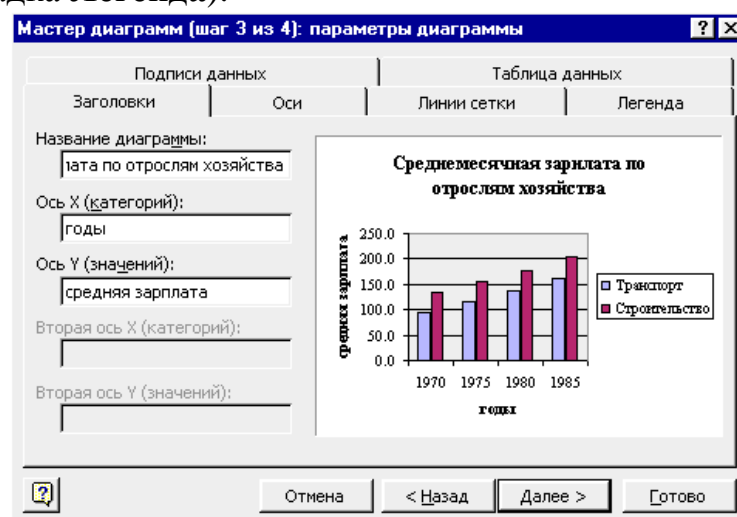 Мастер диаграмм (шаг 3 из 4): параметры диаграммы
Подписи данных
Таблица данных
Заголовки
Оси
Линии сетки
Легенда
Название диаграммы:
лата по отрослям хозяйства
Ось X (категорий):
годы
Ось Y (значений):
средняя зарплата
Вторая ось X (категорий):
Вторая ось Y (значений):
Среднемесячная зарплата по
отрослям хозяйства
средняя зарплата
250.0
200.0
150.0
100.0
50.0
0.0
1970 1975 1980 1985
годы
Транспорт
Строительство
Отмена
< Назад
Далее >
Готово